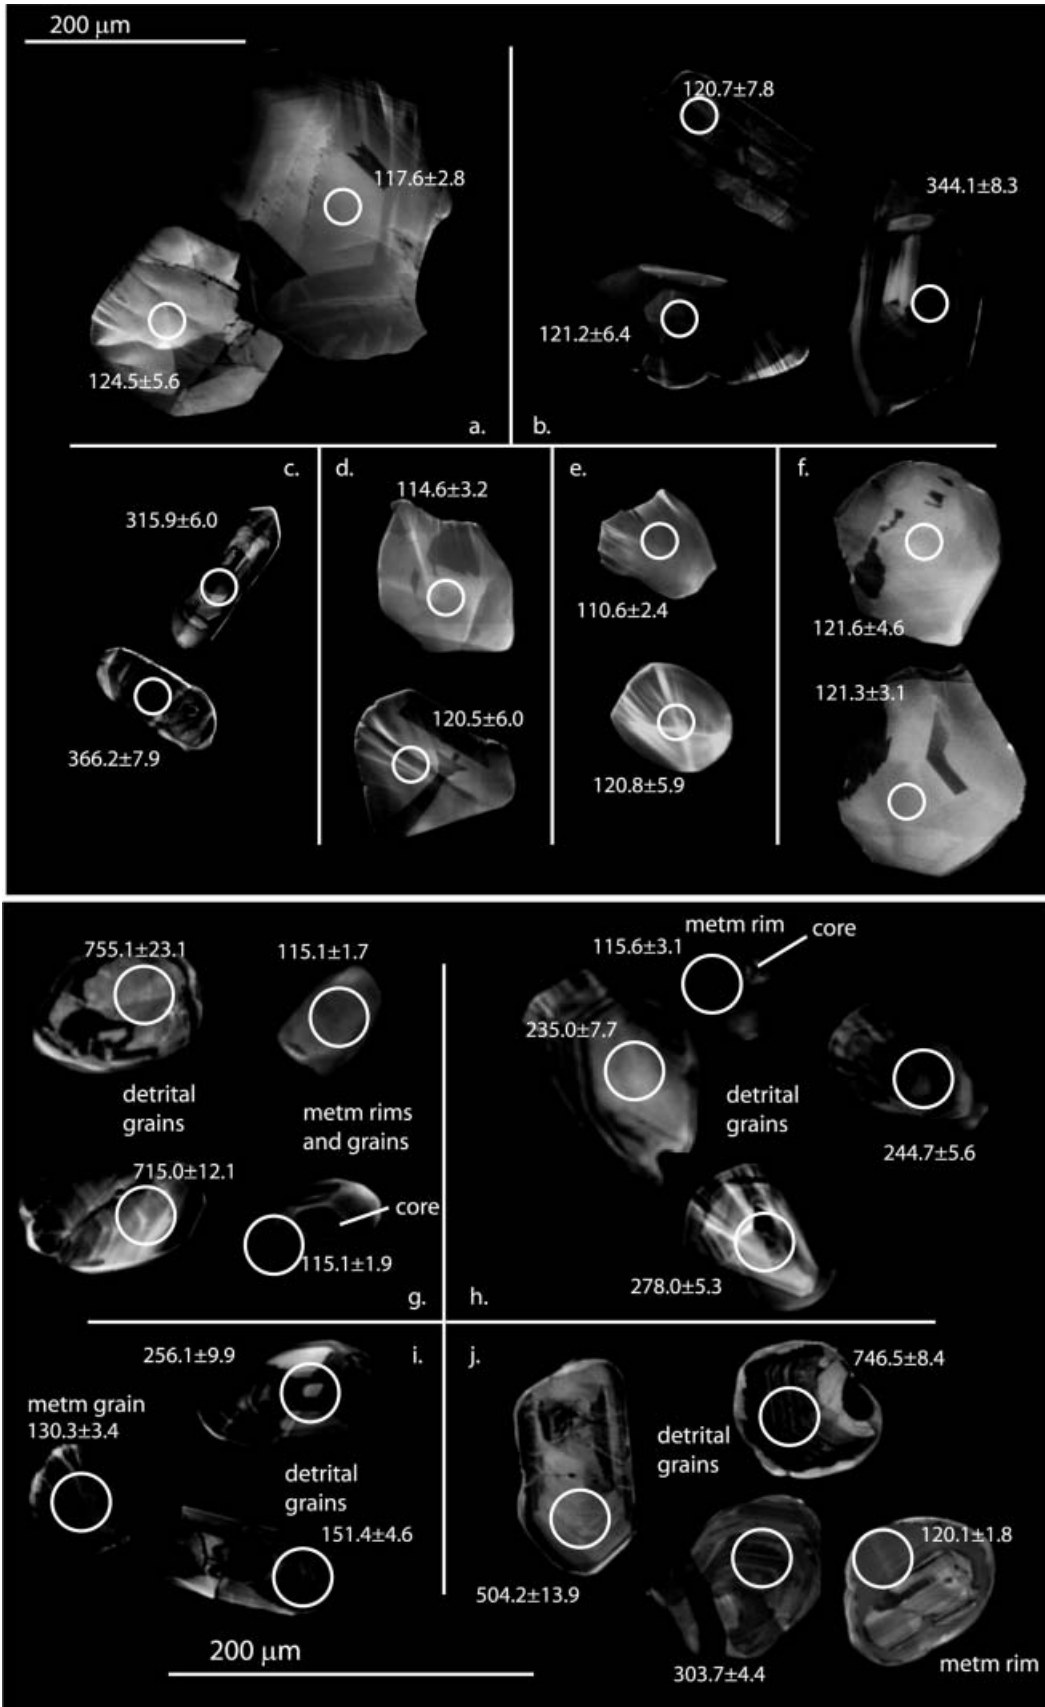 200 μm
117.6±2.8
124.5±5.6
a.
120.7±7.8
344.1±8.3
121.2±6.4
b.
c.
315.9±6.0
366.2±7.9
d.
114.6±3.2
120.5±6.0
e.
110.6±2.4
120.8±5.9
f.
121.6±4.6
121.3±3.1
755.1±23.1
115.1±1.7
detrital
grains
metm rims
and grains
715.0±12.1
core
115.1±1.9
g.
metm rim
115.6±3.1
core
235.0±7.7
detrital
grains
244.7±5.6
278.0±5.3
h.
256.1±9.9
i.
metm grain
130.3±3.4
detrital
grains
151.4±4.6
j.
746.5±8.4
detrital
grains
120.1±1.8
504.2±13.9
303.7±4.4
metm rim
200 μm